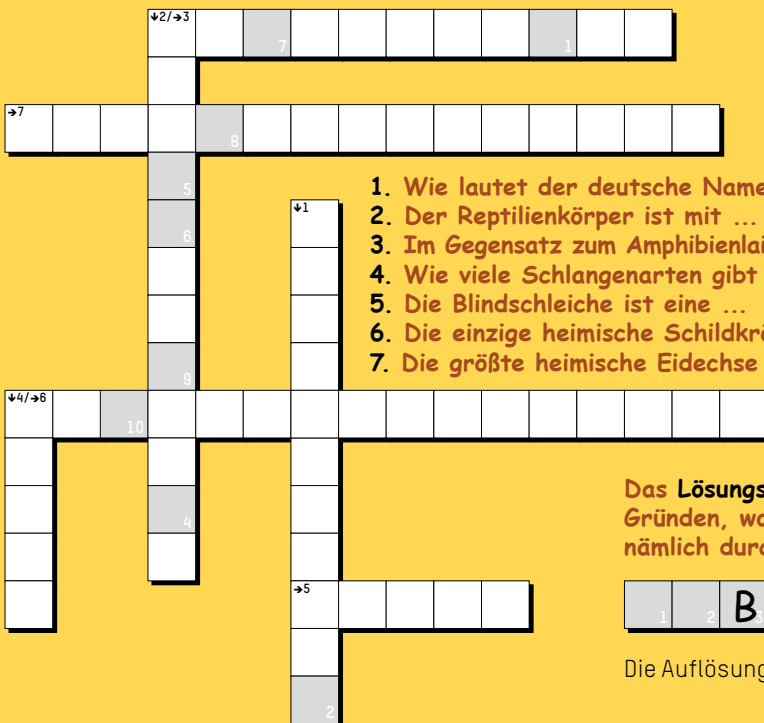 ↓2/→3
7
1
→7
8
5
6
↓1
1. Wie lautet der deutsche Name
2. Der Reptilienkörper ist mit ...
3. Im Gegensatz zum Amphibienlai
4. Wie viele Schlangenarten gibt
5. Die Blindschleiche ist eine ...
6. Die einzige heimische Schildkrö
7. Die größte heimische Eidechse
9
↓4/→6
10
4
Das Lösungs
Gründen, wa
nämlich durc
→5
1 2 B 3
Die Auflösung
2